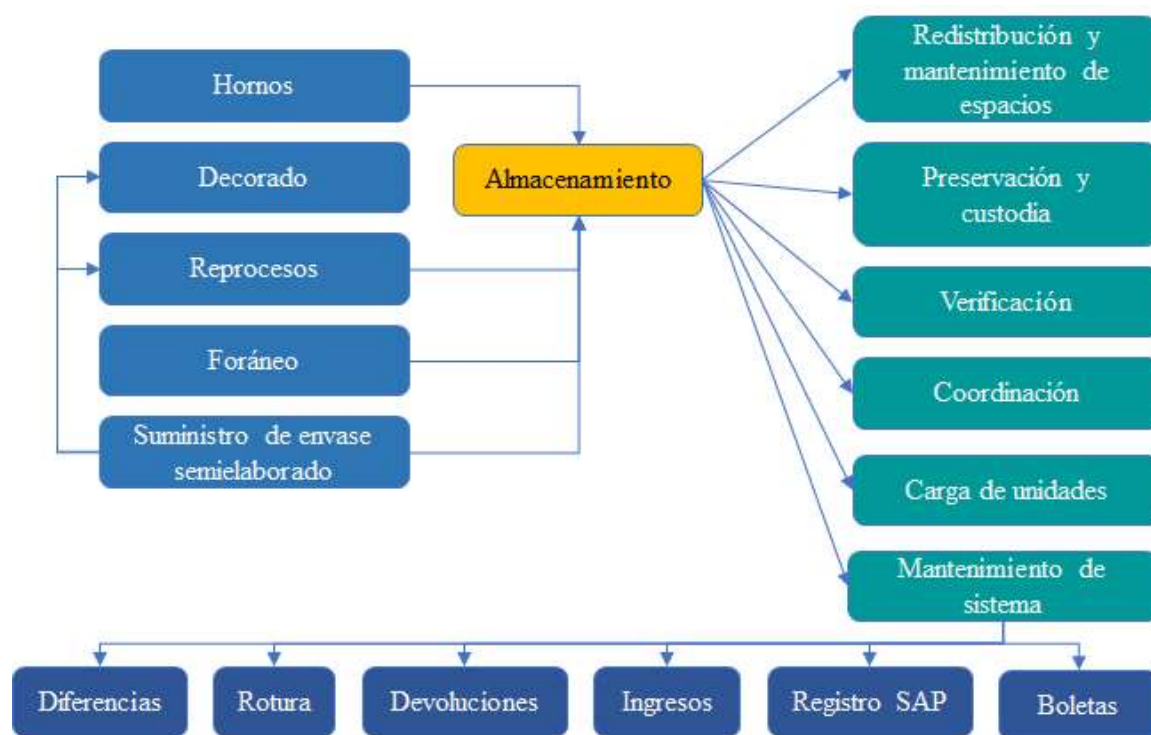 Hornos
Decorado
Reprocesos
Foráneo
Suministro de envase
semielaborado
Almacenamiento
Redistribución y
mantenimiento de
espacios
Preservación y
custodia
Verificación
Coordinación
Carga de unidades
Mantenimiento de
sistema
Diferencias
Rotura
Devoluciones
Ingresos
Registro SAP
Boletas